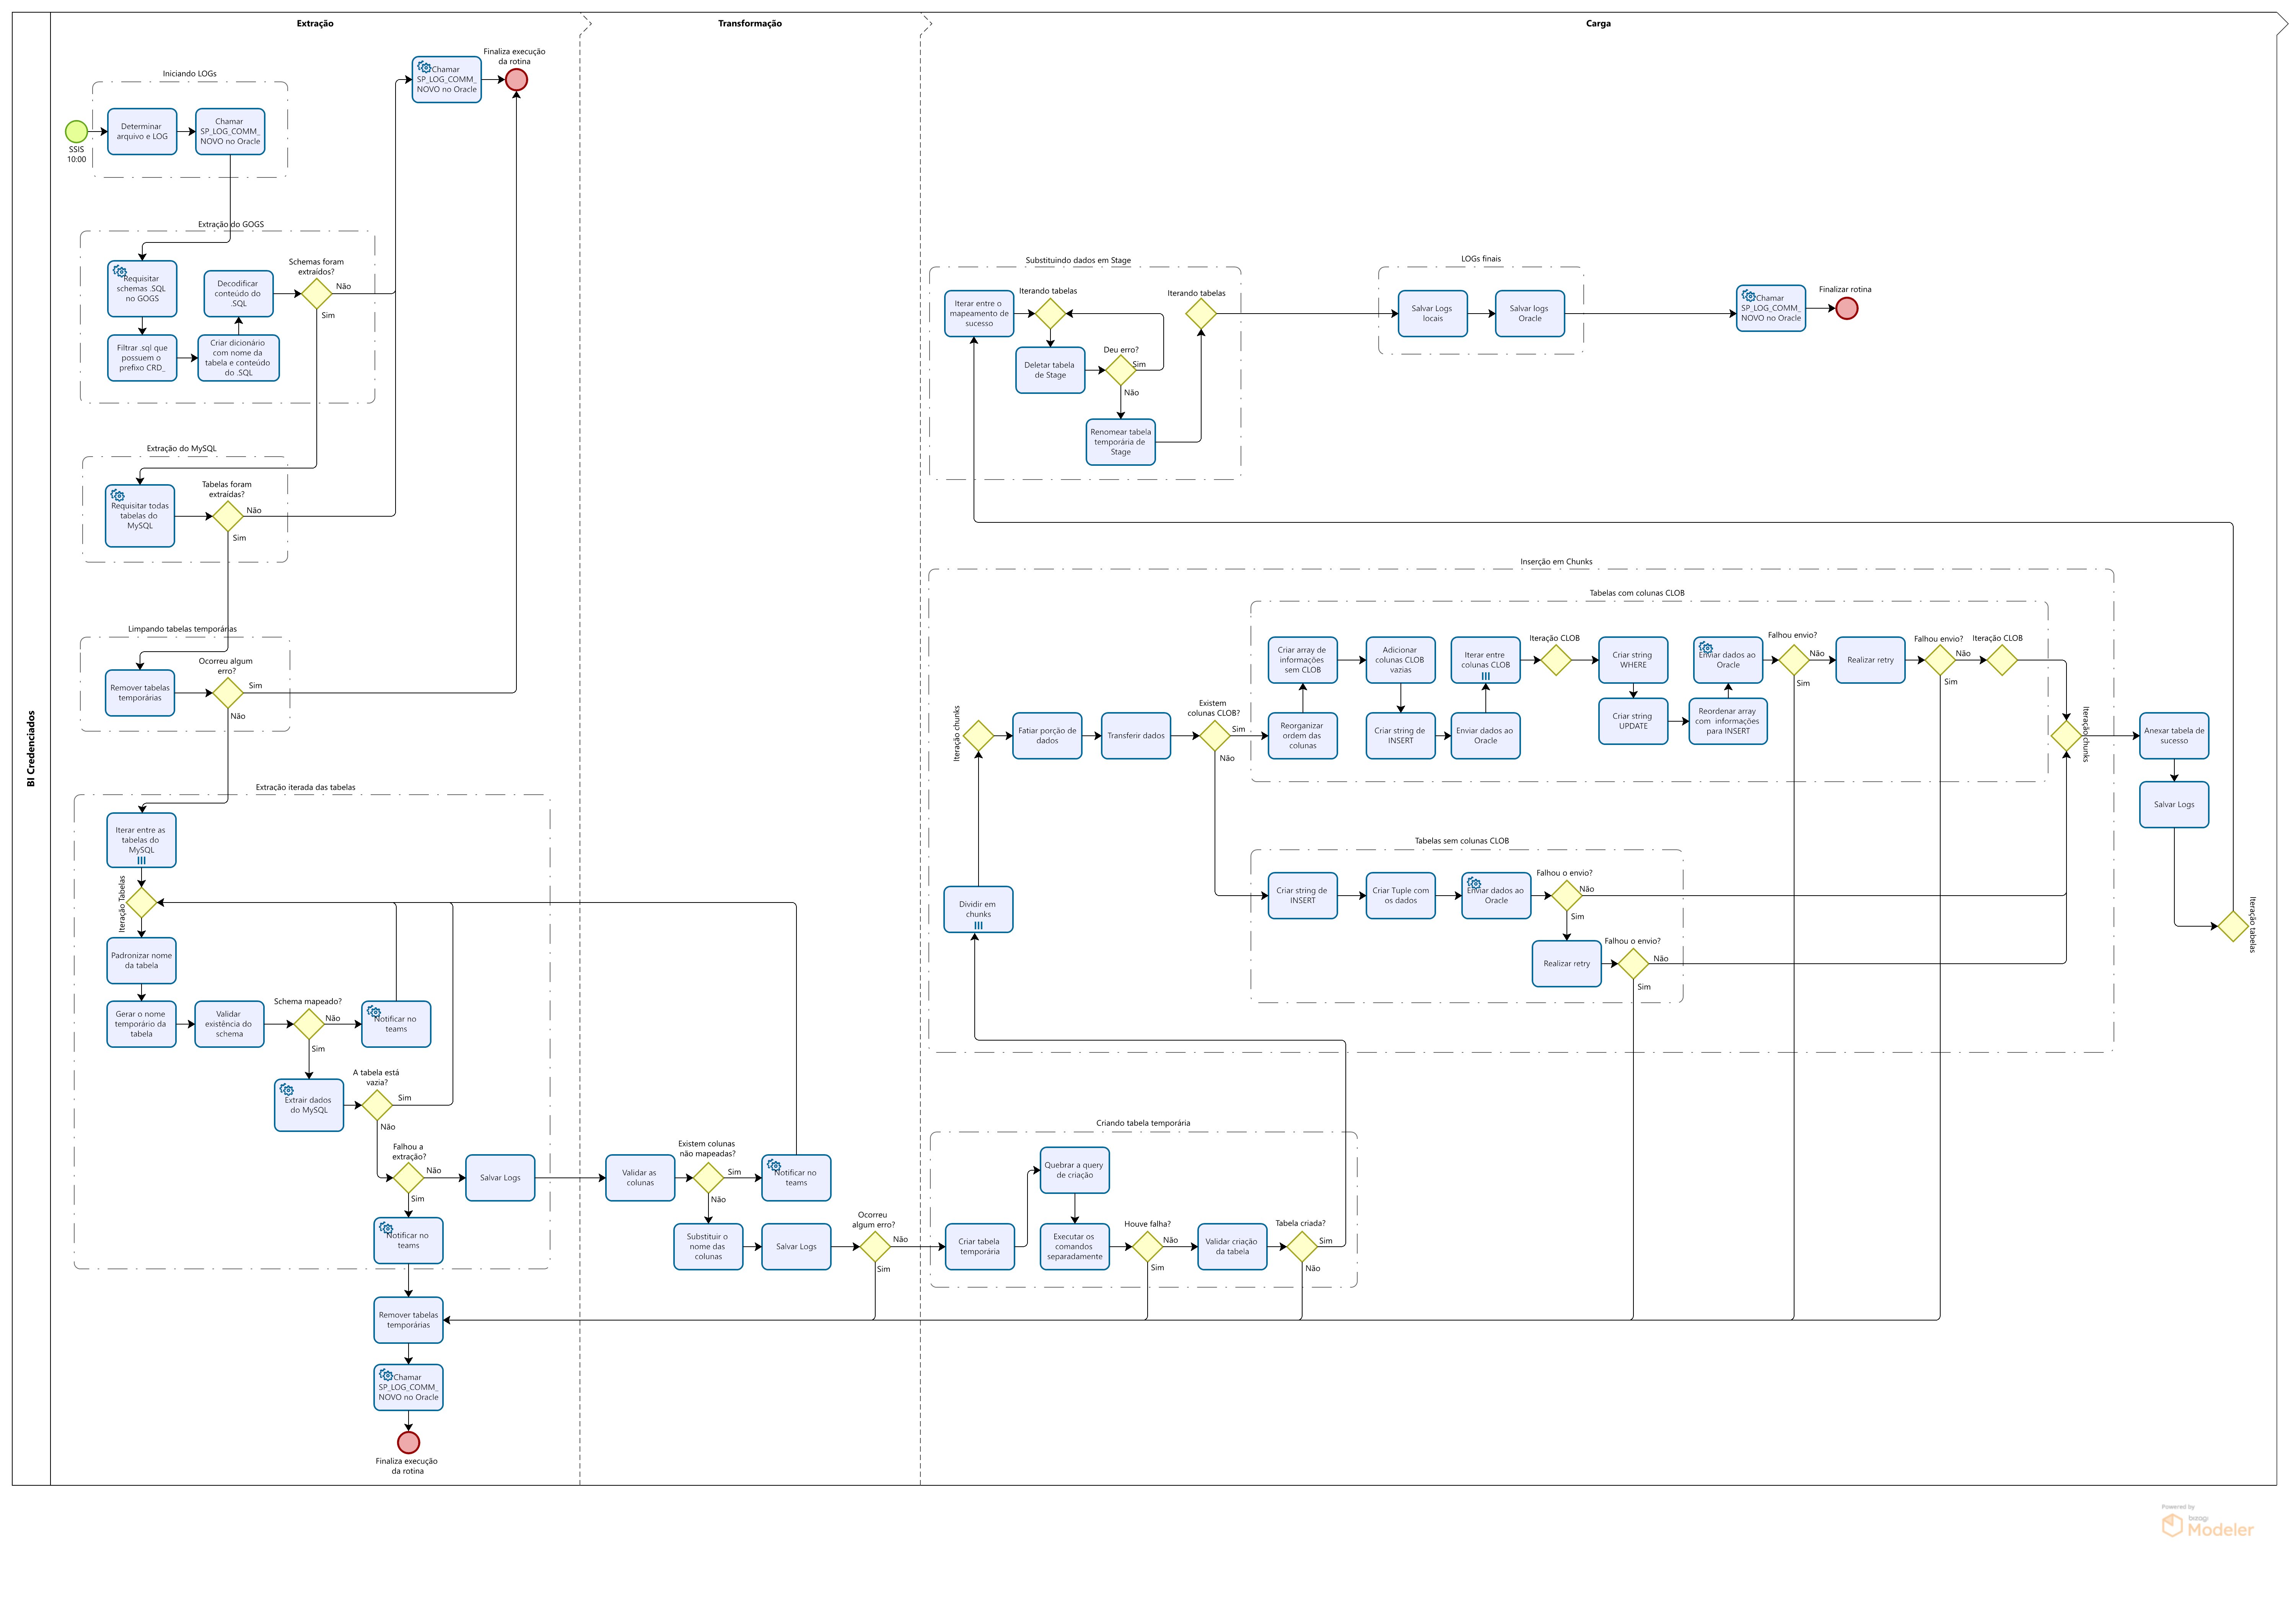 Extração
Transformação
Carga
BI Credenciados
Iniciando LOGs
SSIS
10:00
Determinar
arquivo e LOG
Chamar
SP_LOG_COMM_
NOVO no Oracle
Chamar
SP_LOG_COMM_
NOVO no Oracle
Finaliza execução
da rotina
Extração do GOGS
Requisitar
schemas .SQL
no GOGS
Filtrar .sql que
possuem o
prefixo CRD_
Criar dicionário
com nome da
tabela e conteúdo
do .SQL
Decodificar
conteúdo do
.SQL
Schemas foram
extraídos?
Não
Sim
Extração do MySQL
Requisitar todas
tabelas do
MySQL
Tabelas foram
extraídas?
Não
Sim
Limpando tabelas temporárias
Remover tabelas
temporárias
Ocorreu algum
erro?
Sim
Não
Extração iterada das tabelas
Iterar entre as
tabelas do
MySQL
Iteração Tabelas
Padronizar nome
da tabela
Gerar o nome
temporário da
tabela
Validar
existência do
schema
Schema mapeado?
Não
Sim
Notificar no
teams
Extrair dados
do MySQL
A tabela está
vazia?
Sim
Não
Falhou a
extração?
Não
Sim
Salvar Logs
Notificar no
teams
Remover tabelas
temporárias
Chamar
SP_LOG_COMM_
NOVO no Oracle
Finaliza execução
da rotina
Validar as
colunas
Existem colunas
não mapeadas?
Sim
Não
Notificar no
teams
Substituir o
nome das
colunas
Salvar Logs
Ocorreu
algum erro?
Não
Sim
Criando tabela temporária
Criar tabela
temporária
Quebrar a query
de criação
Executar os
comandos
separadamente
Houve falha?
Não
Sim
Validar criação
da tabela
Tabela criada?
Sim
Não
Inserção em Chunks
Dividir em
chunks
Iteração chunks
Fatiar porção de
dados
Transferir dados
Existem
colunas CLOB?
Sim
Não
Tabelas com colunas CLOB
Reorganizar
ordem das
colunas
Criar array de
informações
sem CLOB
Adicionar
colunas CLOB
vazias
Criar string de
INSERT
Enviar dados ao
Oracle
Iterar entre
colunas CLOB
Iteração CLOB
Criar string
WHERE
Criar string
UPDATE
Reordenar array
com informações
para INSERT
Enviar dados ao
Oracle
Falhou envio?
Não
Sim
Realizar retry
Falhou envio?
Não
Sim
Iteração CLOB
Tabelas sem colunas CLOB
Criar string de
INSERT
Criar Tuple com
os dados
Enviar dados ao
Oracle
Falhou o envio?
Não
Sim
Realizar retry
Falhou o envio?
Não
Sim
Iteração chunks
Anexar tabela de
sucesso
Salvar Logs
Iteração tabelas
Substituindo dados em Stage
Iterar entre o
mapeamento de
sucesso
Iterando tabelas
Deletar tabela
de Stage
Deu erro?
Sim
Não
Renomear tabela
temporária de
Stage
Iterando tabelas
LOGs finais
Salvar Logs
locais
Salvar logs
Oracle
Chamar
SP_LOG_COMM_
NOVO no Oracle
Finalizar rotina
Powered by
bizagi
Modeler